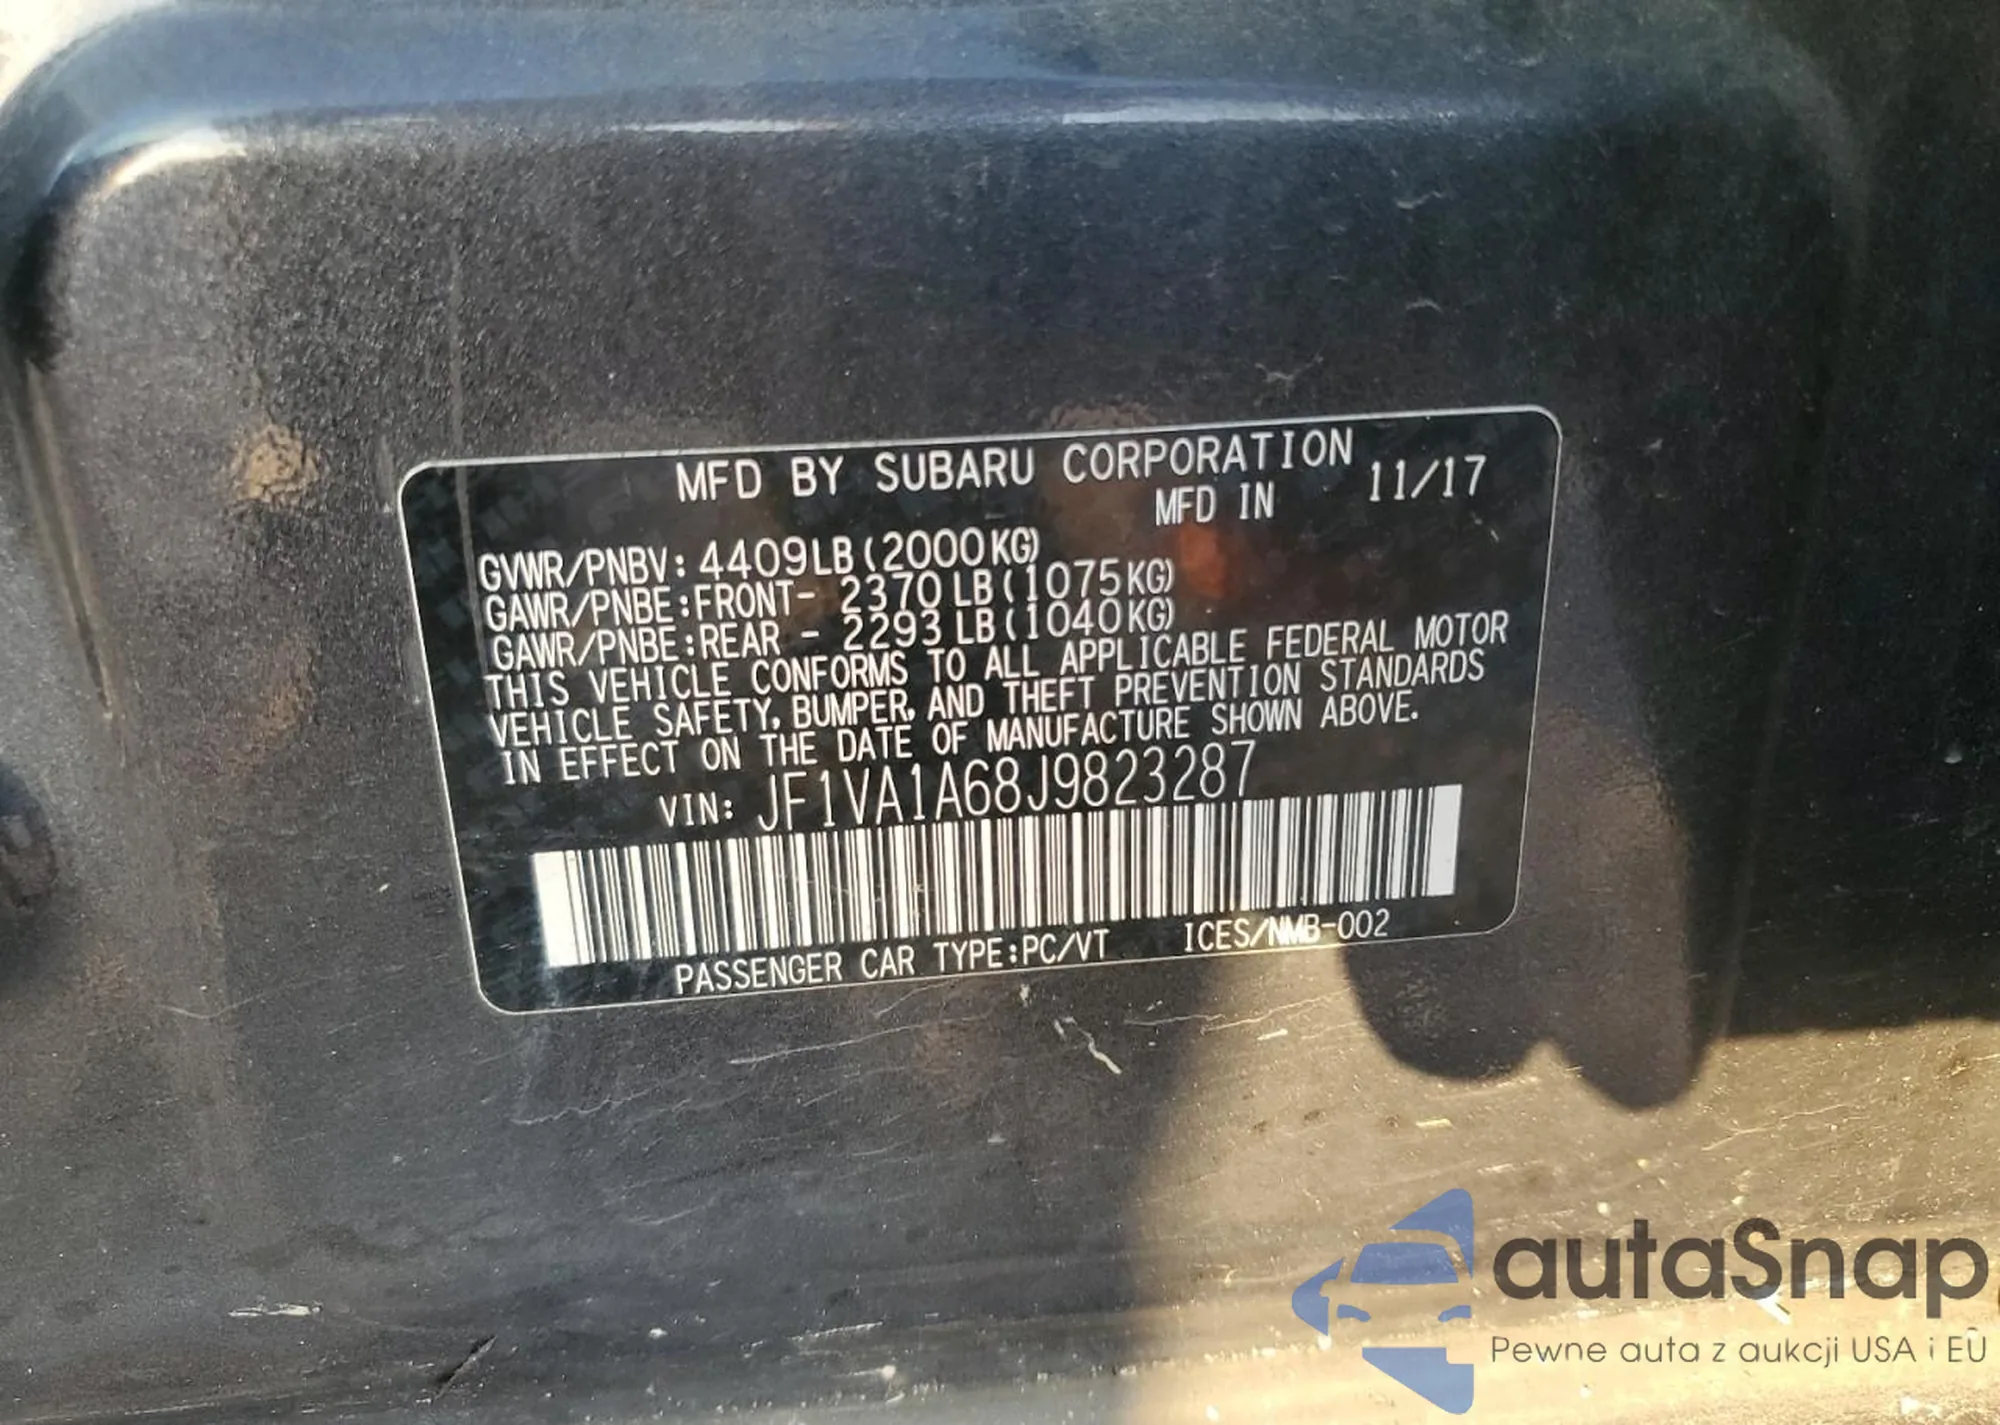 MFD BY SUBARU CORPORATION
MFD IN 11/17
GVWR/PNBV: 4409LB(2000KG)
GAWR/PNBE:FRONT- 2370LB(1075KG)
GAWR/PNBE:REAR - 2293LB(1040KG)
THIS VEHICLE CONFORMS TO ALL APPLICABLE FEDERAL MOTOR
VEHICLE SAFETY, BUMPER, AND THEFT PREVENTION STANDARDS
IN EFFECT ON THE DATE OF MANUFACTURE SHOWN ABOVE.
VIN: JF1VA1A68J9823287
PASSENGER CAR TYPE:PC/VT ICES/NMB-002
autaSnap
Pewne auta z aukcji USA i EU